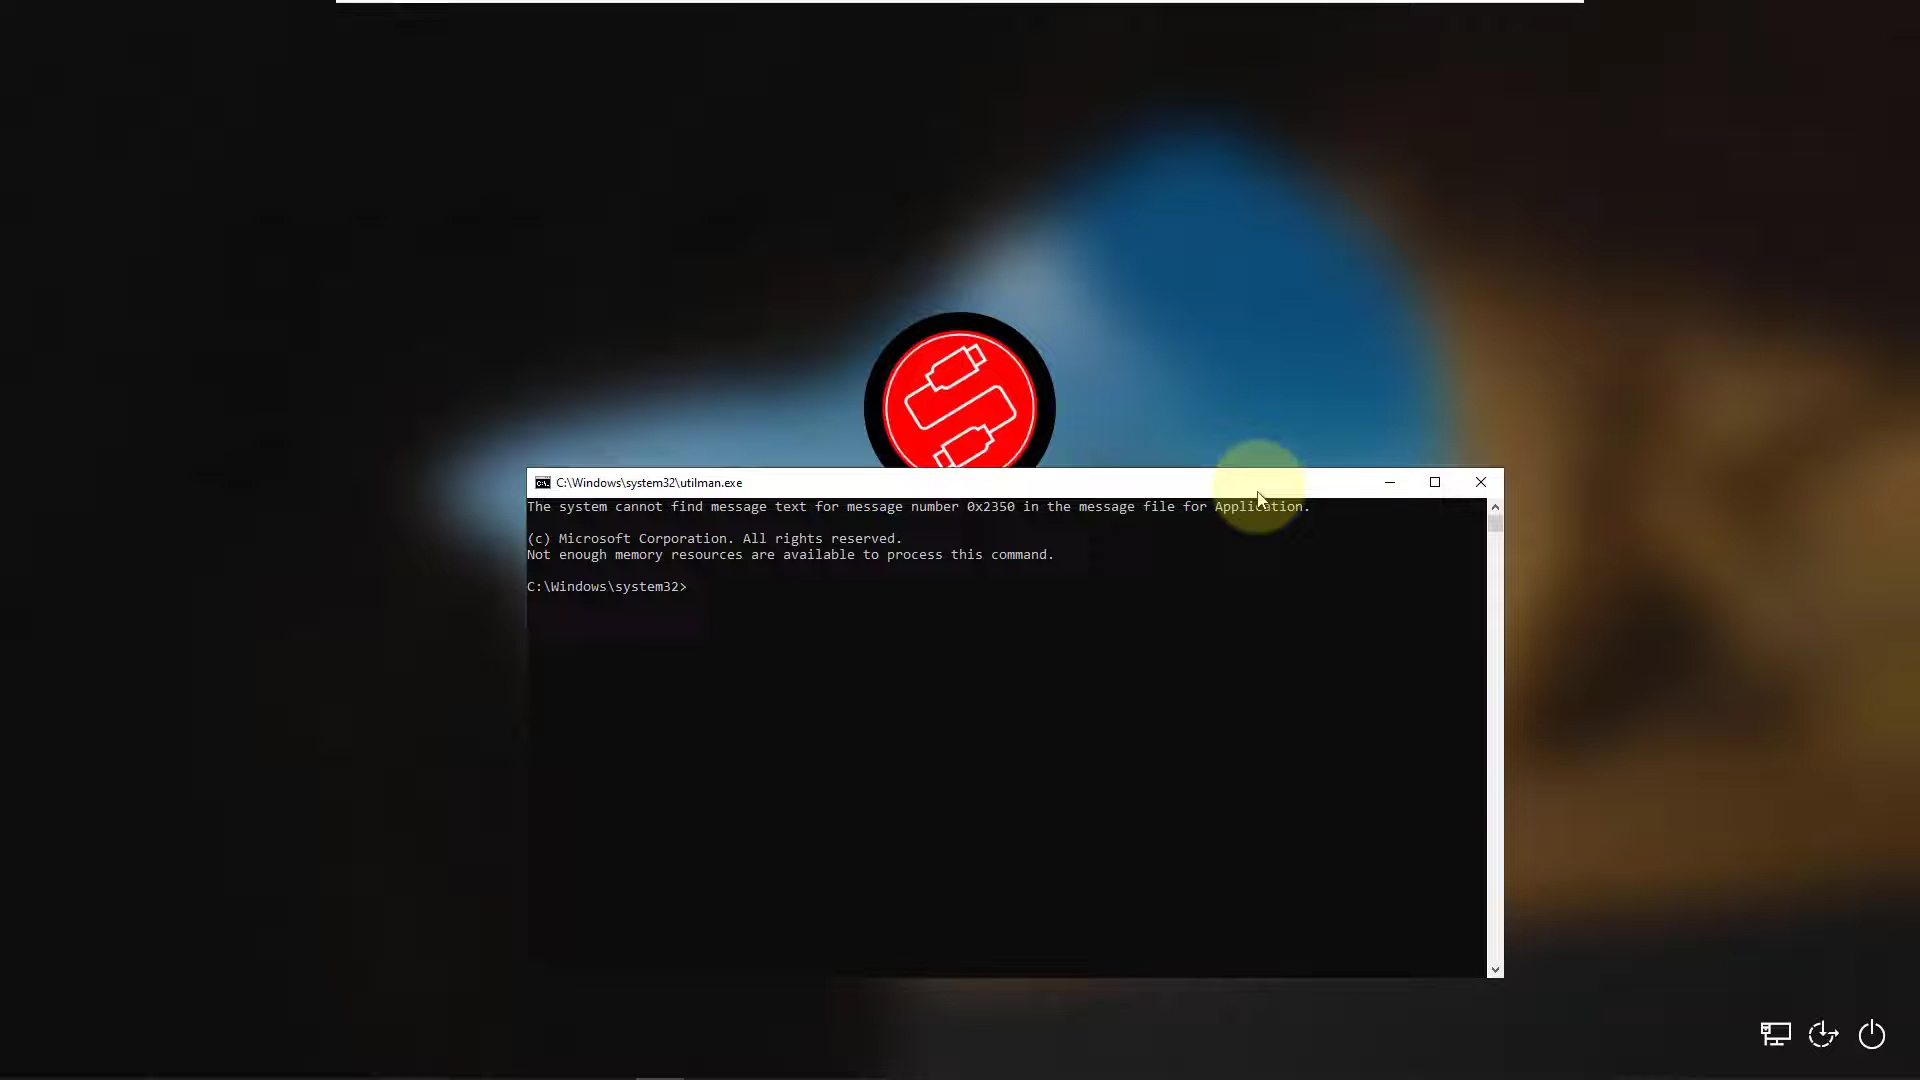 C:\Windows\system32\utilman.exe
The system cannot find message text for message number 0x2350 in the message file for Application.
(c) Microsoft Corporation. All rights reserved.
Not enough memory resources are available to process this command.
C:\Windows\system32>